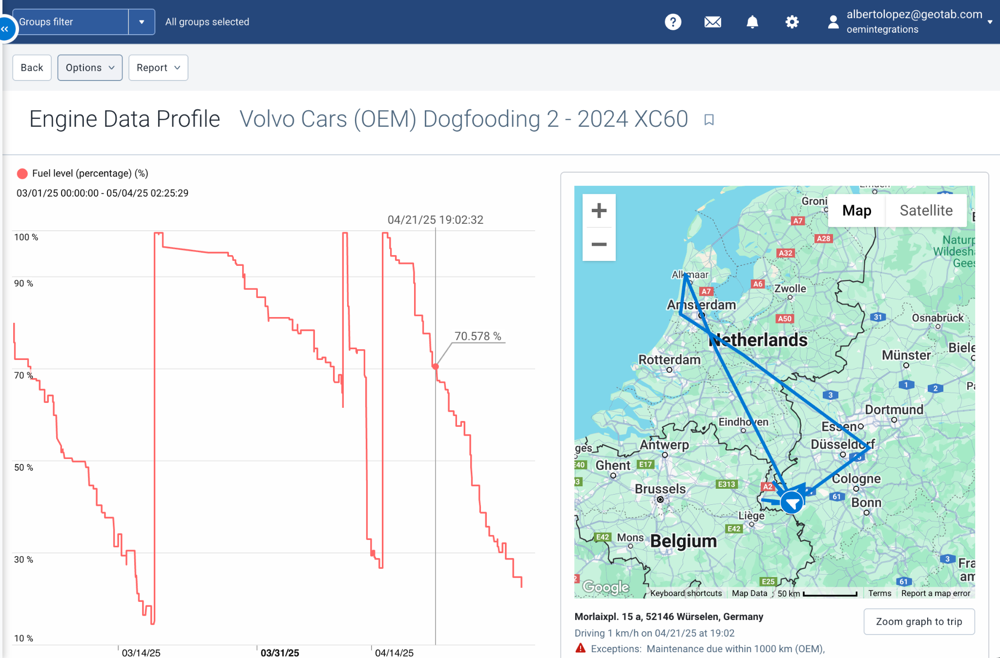 Groups filter
All groups selected
albertolopez@geotab.com
oemintegrations
Back
Options
Report
Engine Data Profile
Volvo Cars (OEM) Dogfooding 2 - 2024 XC60
Fuel level (percentage) (%)
03/01/25 00:00:00 - 05/04/25 02:25:29
04/21/25 19:02:32
100 %
90 %
70.578 %
70 %
50 %
30 %
10 %
03/14/25
03/31/25
04/14/25
Map
Satellite
Groni
A7
A28
Naturp
Wildesh
Gees
A32
Alkmaar
A7
A6
Zwolle
Amsterdam
A50
31
Osnabrück
Netherlands
Rotterdam
Münster
Biele
1
2
3
Dortmund
Eindhoven
Essen
Antwerp
Düsseldorf
ges
E40
Ghent
E17
Cologne
E313
A2
Brussels
61
Bonn
Liège
E42
E42
Mons
Belgium
3
Fra
am
E25
61
Google
Keyboard shortcuts
Map Data
50 km
Terms
Report a map error
Morlaixpl. 15 a, 52146 Würselen, Germany
Zoom graph to trip
Driving 1 km/h on 04/21/25 at 19:02
Exceptions: Maintenance due within 1000 km (OEM),